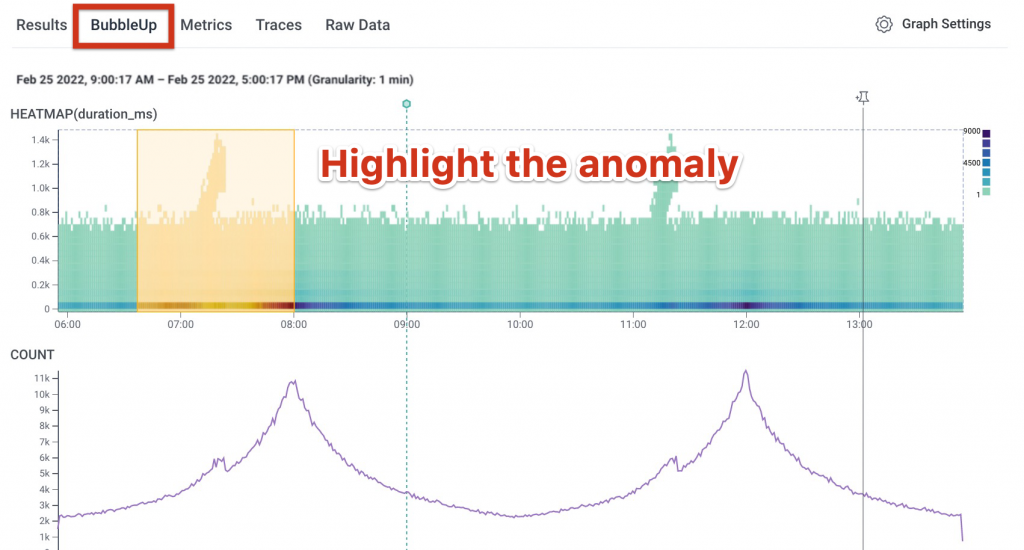 Results BubbleUp Metrics Traces Raw Data Graph Settings
Feb 25 2022, 9:00:17 AM – Feb 25 2022, 5:00:17 PM (Granularity: 1 min)
HEATMAP(duration_ms)
Highlight the anomaly
1.4k
1.2k
1.0k
0.8k
0.6k
0.4k
0.2k
0
9000
4500
1
06:00 07:00 08:00 09:00 10:00 11:00 12:00 13:00
COUNT
11k
10k
9k
8k
7k
6k
5k
4k
3k
2k
1k
0